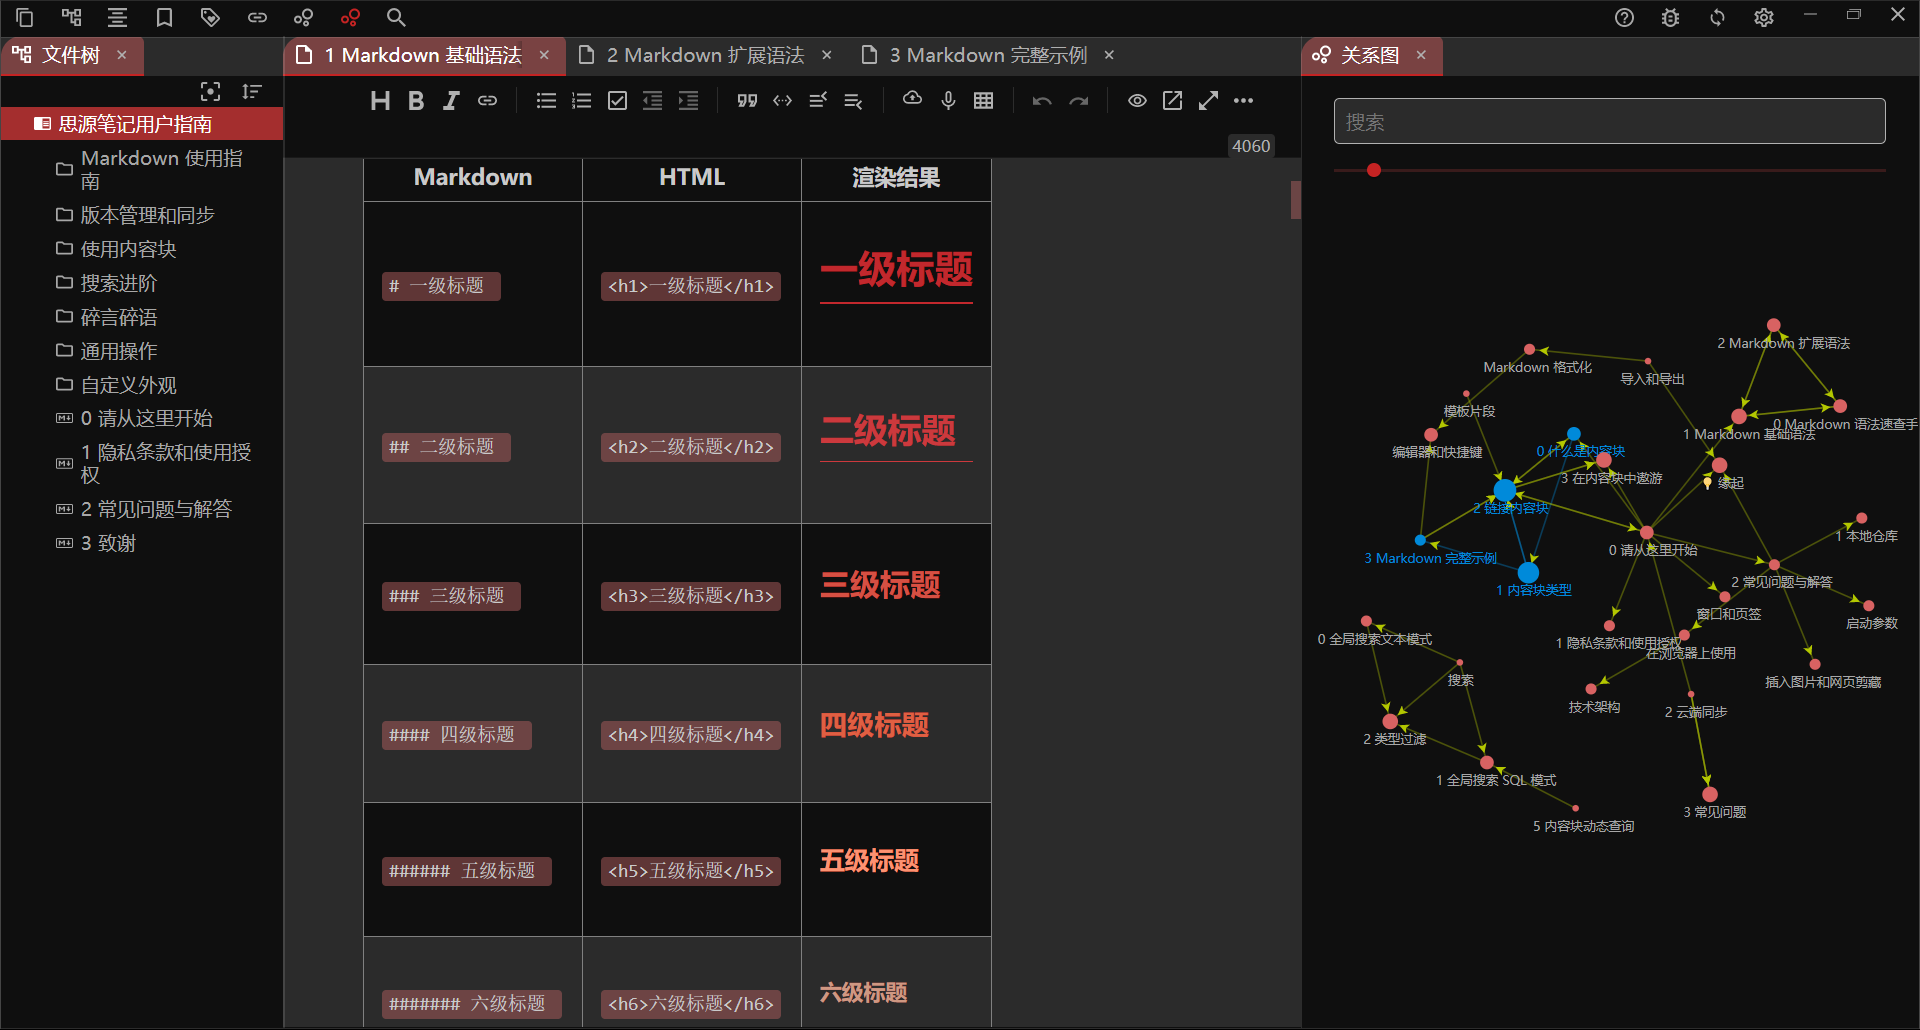 文件树
1 Markdown 基础语法
2 Markdown 扩展语法
3 Markdown 完整示例
关系图
思源笔记用户指南
Markdown 使用指
南
版本管理和同步
使用内容块
搜索进阶
碎言碎语
通用操作
自定义外观
0 请从这里开始
1 隐私条款和使用授
权
2 常见问题与解答
3 致谢
4060
Markdown HTML 渲染结果
# 一级标题 <h1>一级标题</h1> 一级标题
## 二级标题 <h2>二级标题</h2> 二级标题
### 三级标题 <h3>三级标题</h3> 三级标题
#### 四级标题 <h4>四级标题</h4> 四级标题
###### 五级标题 <h5>五级标题</h5> 五级标题
####### 六级标题 <h6>六级标题</h6> 六级标题
搜索
2 Markdown 扩展语法
Markdown 格式化
导入和导出
模板片段
0 Markdown 语法速查手
1 Markdown 基础语法
编辑器和快捷键
0 什么是内容块
3 在内容块中遨游
缘起
2 链接内容块
1 本地仓库
0 请从这里开始
3 Markdown 完整示例
2 常见问题与解答
1 内容块类型
窗口和页签
启动参数
0 全局搜索文本模式
1 隐私条款和使用授权
在浏览器上使用
搜索
插入图片和网页剪藏
技术架构
2 云端同步
2 类型过滤
1 全局搜索 SQL 模式
3 常见问题
5 内容块动态查询